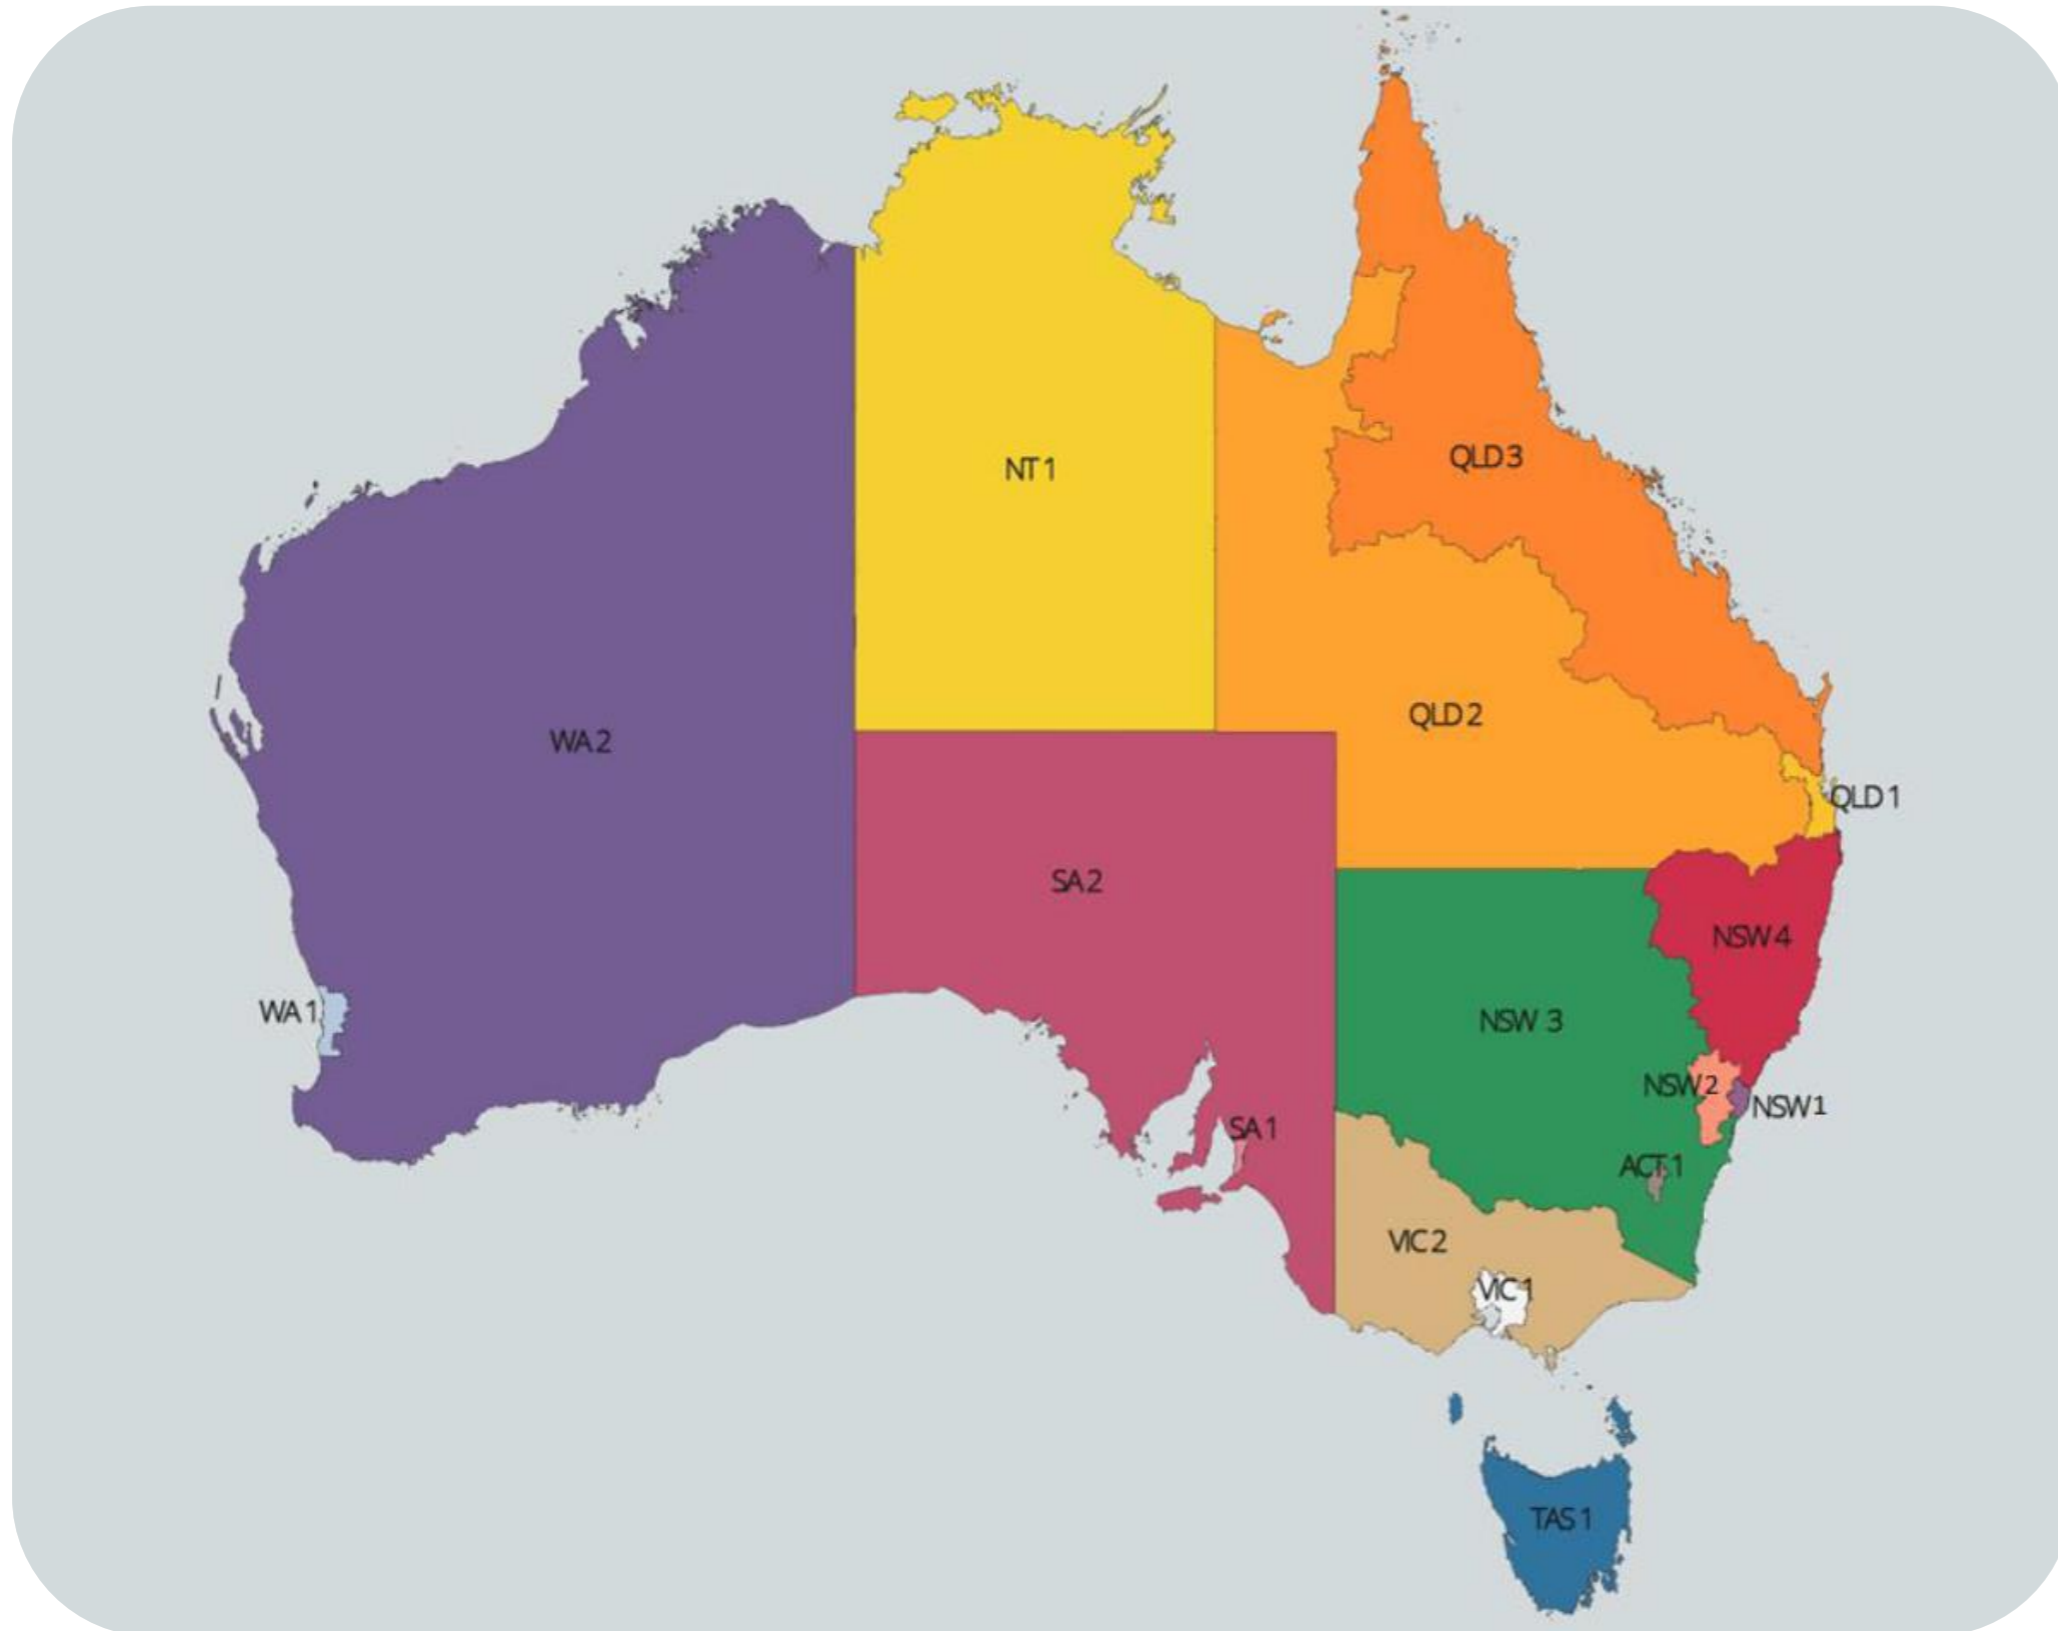 NT 1
QLD 3
QLD 2
WA 2
QLD 1
SA 2
NSW 4
WA 1
NSW 3
NSW 2
NSW 1
SA 1
ACT 1
VIC 2
VIC 1
TAS 1